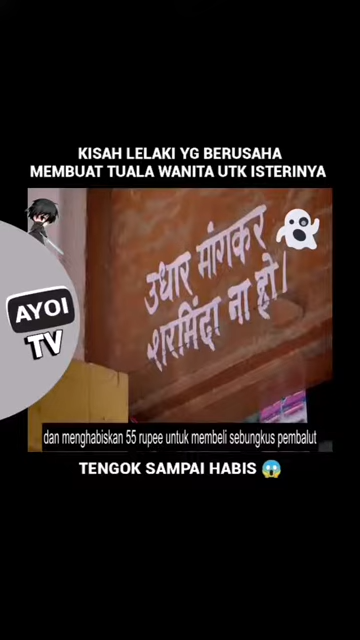 KISAH LELAKI YG BERUSAHA
MEMBUAT TUALA WANITA UTK ISTERINYA
उधार मांगकर
शरमिंदा ना हो।
AYOI
TV
dan menghabiskan 55 rupee untuk membeli sebungkus pembalut
TENGOK SAMPAI HABIS 😱